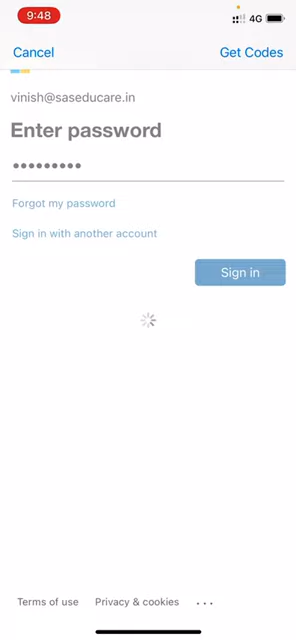 9:48
4G
Cancel
Get Codes
vinish@saseducare.in
Enter password
•••••••••
Forgot my password
Sign in with another account
Sign in
Terms of use
Privacy & cookies
...